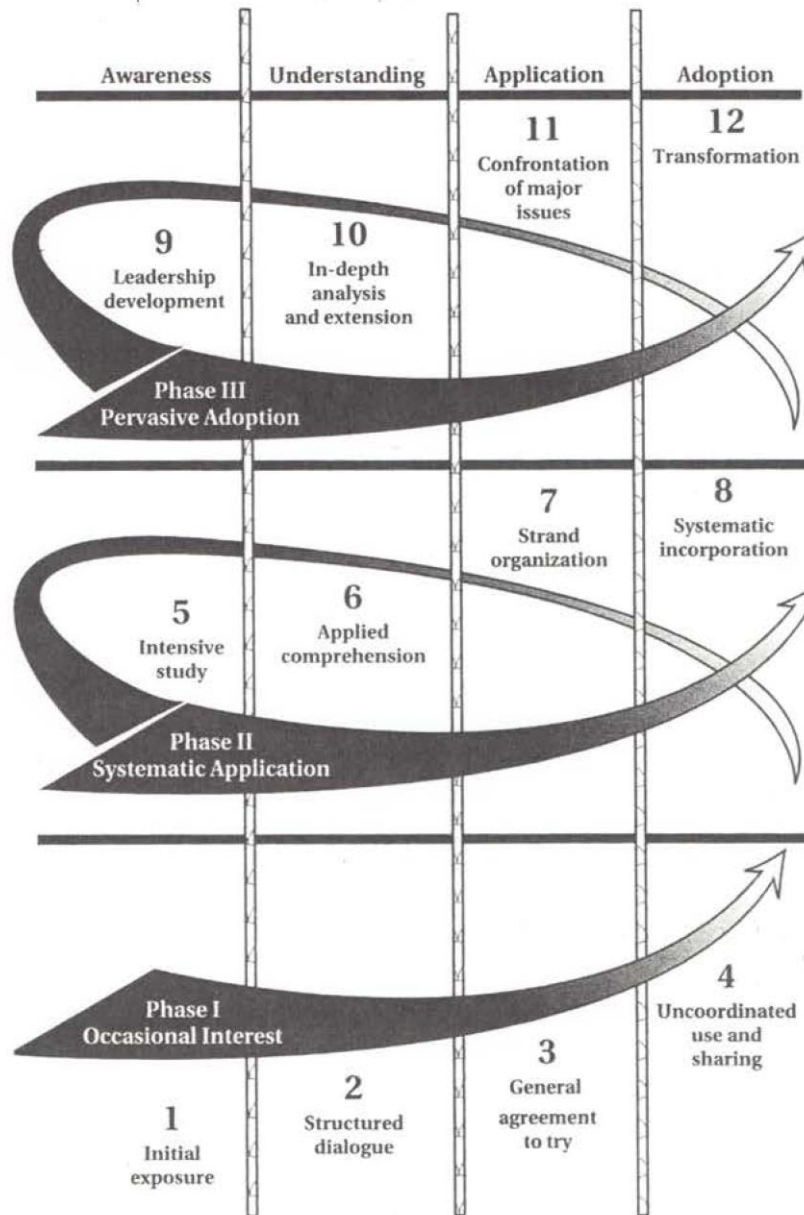 Awareness
Understanding
Application
Adoption
11
Confrontation
of major
issues
12
Transformation
9
Leadership
development
10
In-depth
analysis
and extension
Phase III
Pervasive Adoption
7
Strand
organization
8
Systematic
incorporation
5
Intensive
study
6
Applied
comprehension
Phase II
Systematic Application
Phase I
Occasional Interest
4
Uncoordinated
use and
sharing
3
General
agreement
to try
2
Structured
dialogue
1
Initial
exposure